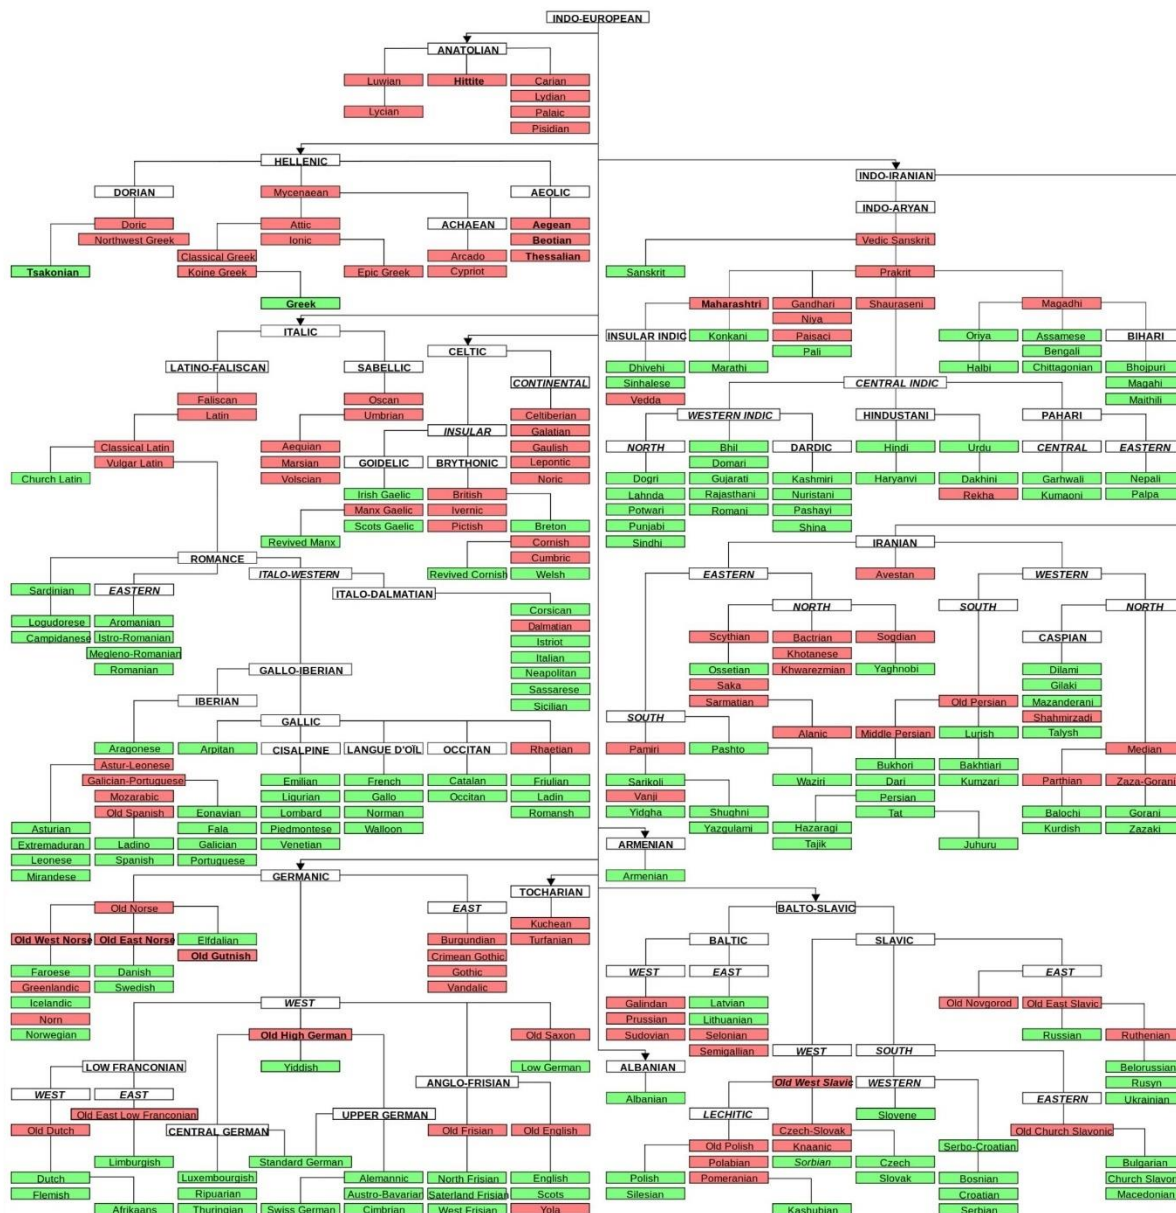 INDO-EUROPEAN
ANATOLIAN
Luwian
Hittite
Carian
Lydian
Lycian
Palaic
Pisidian
HELLENIC
DORIAN
Mycenaean
AEOLIC
Doric
Attic
ACHAEAN
Aegean
Northwest Greek
Ionic
Beotian
Classical Greek
Arcado
Thessalian
Tsakonian
Koine Greek
Epic Greek
Cypriot
Greek
INDO-IRANIAN
INDO-ARYAN
Vedic Sanskrit
Sanskrit
Prakrit
Maharashtri
Gandhari
Shauraseni
Magadhi
Niya
INSULAR INDIC
Konkani
Paisaci
Oriya
Assamese
BIHARI
Pali
Bengali
Dhivehi
Marathi
Halbi
Chittagonian
Bhojpuri
Sinhalese
CENTRAL INDIC
Magahi
Vedda
Maithili
WESTERN INDIC
HINDUSTANI
PAHARI
NORTH
Bhil
DARDIC
Hindi
Urdu
CENTRAL
EASTERN
Domari
Dogri
Gujarati
Kashmiri
Haryanvi
Dakhini
Garhwali
Nepali
Lahnda
Rajasthani
Nuristani
Rekha
Kumaoni
Palpa
Potwari
Romani
Pashayi
Punjabi
Shina
Sindhi
ITALIC
LATINO-FALISCAN
SABELLIC
Faliscan
Oscan
Latin
Umbrian
Classical Latin
Aequian
Vulgar Latin
Marsian
Church Latin
Volscian
CELTIC
CONTINENTAL
Celtiberian
INSULAR
Galatian
Gaulish
GOIDELIC
BRYTHONIC
Lepontic
Noric
Irish Gaelic
British
Manx Gaelic
Ivernic
Scots Gaelic
Pictish
Breton
Revived Manx
Cornish
Cumbric
Revived Cornish
Welsh
ROMANCE
ITALO-WESTERN
Sardinian
EASTERN
ITALO-DALMATIAN
Logudorese
Aromanian
Corsican
Campidanese
Istro-Romanian
Dalmatian
Megleno-Romanian
Istriot
Romanian
Italian
GALLO-IBERIAN
Neapolitan
Sassarese
IBERIAN
Sicilian
GALLIC
Aragonese
Arpitan
CISALPINE
LANGUE D'OÏL
OCCITAN
Rhaetian
Astur-Leonese
Galician-Portuguese
Emilian
French
Catalan
Friulian
Mozarabic
Ligurian
Gallo
Occitan
Ladin
Old Spanish
Eonavian
Lombard
Norman
Romansh
Asturian
Fala
Piedmontese
Walloon
Extremaduran
Ladino
Galician
Venetian
Leonese
Spanish
Portuguese
Mirandese
IRANIAN
EASTERN
Avestan
WESTERN
NORTH
SOUTH
NORTH
Scythian
Bactrian
Sogdian
CASPIAN
Khotanese
Ossetian
Khwarezmian
Yaghnobi
Dilami
Saka
Gilaki
Sarmatian
Old Persian
Mazanderani
SOUTH
Shahmirzadi
Alanic
Middle Persian
Lurish
Talysh
Pamiri
Pashto
Median
Bukhori
Bakhtiari
Sarikoli
Waziri
Dari
Kumzari
Parthian
Zaza-Gorani
Vanji
Persian
Yidgha
Shughni
Tat
Balochi
Gorani
Yazgulami
Hazaragi
Kurdish
Zazaki
Tajik
Juhuru
ARMENIAN
Armenian
GERMANIC
TOCHARIAN
Old Norse
EAST
Kuchean
Old West Norse
Old East Norse
Elfdalian
Burgundian
Turfanian
Old Gutnish
Crimean Gothic
Faroese
Danish
Gothic
Greenlandic
Swedish
Vandalic
Icelandic
WEST
Norn
Norwegian
Old High German
Old Saxon
LOW FRANCONIAN
Yiddish
Low German
WEST
EAST
ANGLO-FRISIAN
Old East Low Franconian
UPPER GERMAN
Old Dutch
CENTRAL GERMAN
Old Frisian
Old English
Limburgish
Standard German
Dutch
Luxembourgish
Alemannic
North Frisian
English
Flemish
Ripuarian
Austro-Bavarian
Saterland Frisian
Scots
Afrikaans
Thuringian
Swiss German
Cimbrian
West Frisian
Yola
BALTO-SLAVIC
BALTIC
SLAVIC
WEST
EAST
EAST
Galindan
Latvian
Old Novgorod
Old East Slavic
Prussian
Lithuanian
Sudovian
Selonian
Russian
Ruthenian
Semigallian
WEST
SOUTH
ALBANIAN
Belorussian
Old West Slavic
WESTERN
Rusyn
Albanian
EASTERN
Ukrainian
LECHITIC
Slovene
Czech-Slovak
Old Church Slavonic
Old Polish
Knaanic
Serbo-Croatian
Polabian
Sorbian
Czech
Bulgarian
Polish
Pomeranian
Slovak
Bosnian
Church Slavon
Silesian
Croatian
Macedonian
Kashubian
Serbian